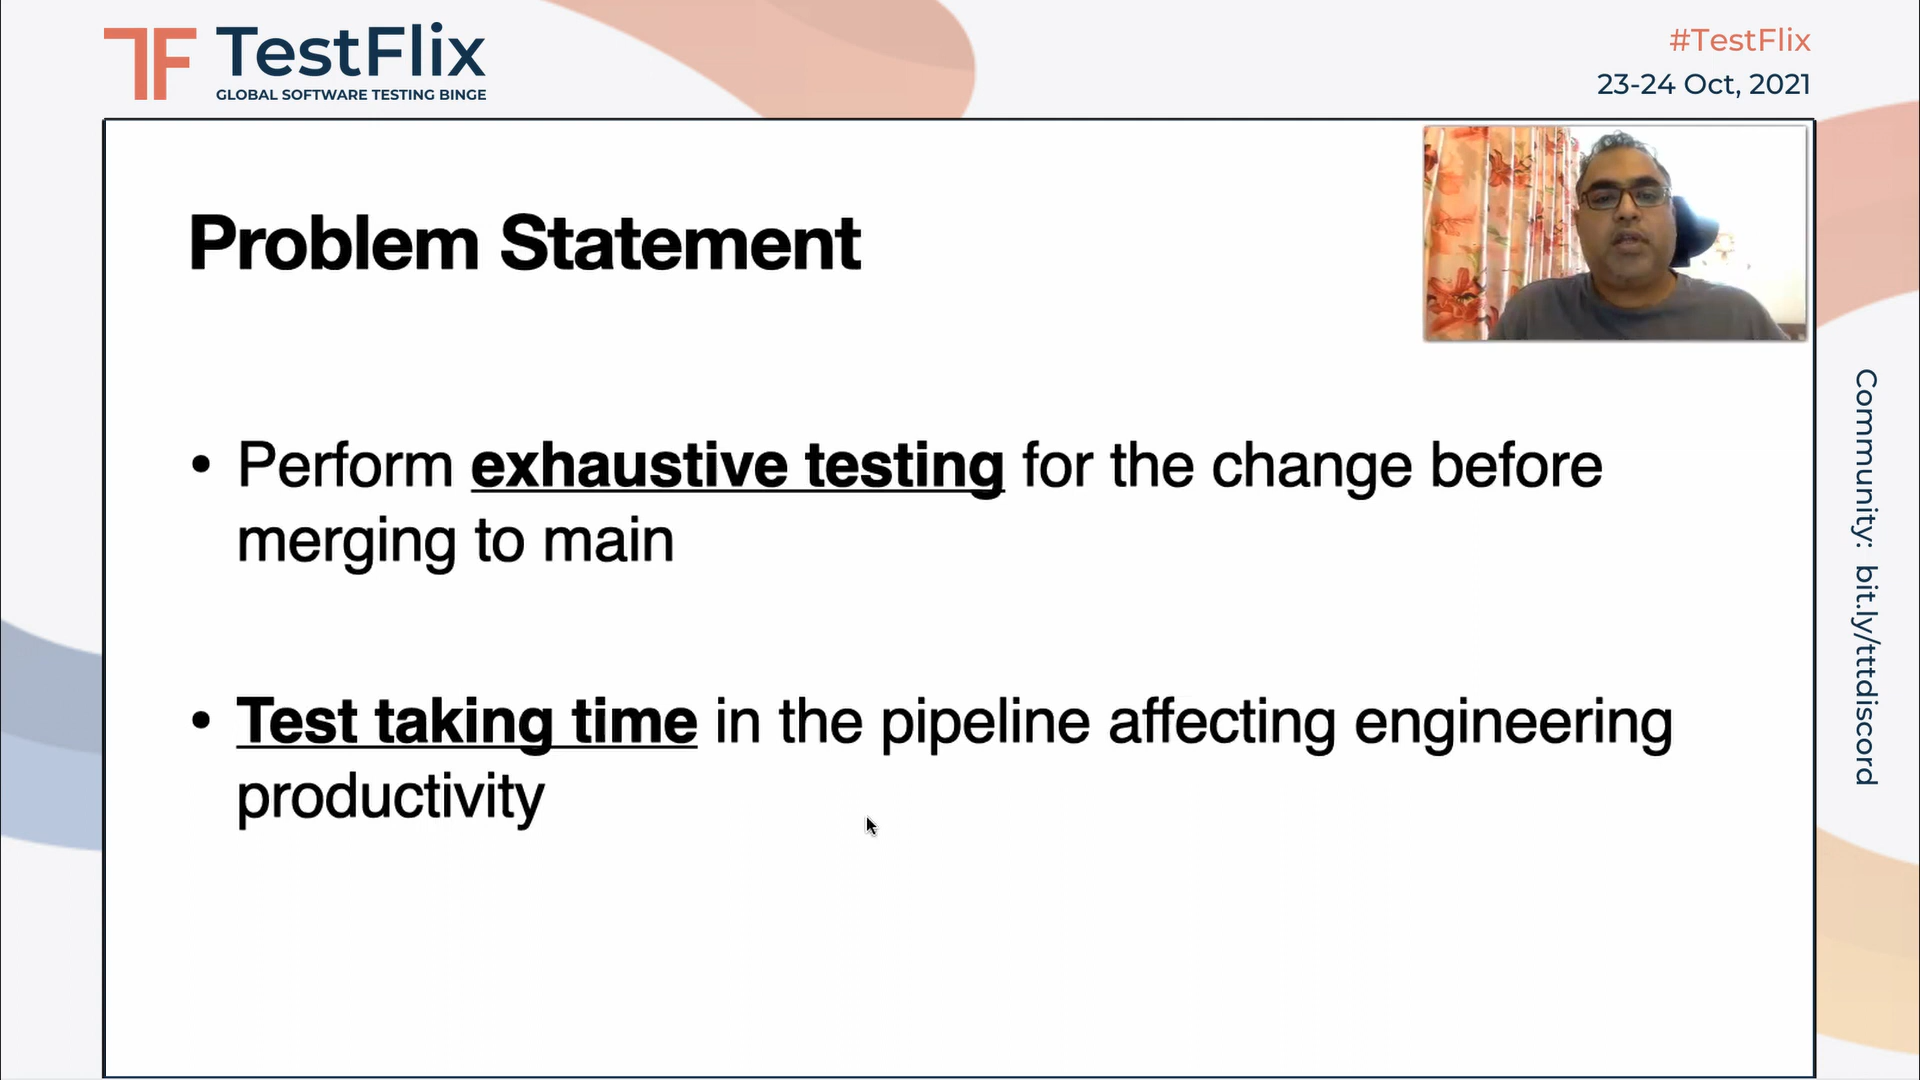 TF TestFlix
GLOBAL SOFTWARE TESTING BINGE
#TestFlix
23-24 Oct, 2021
Problem Statement
• Perform exhaustive testing for the change before
merging to main
• Test taking time in the pipeline affecting engineering
productivity
Community: bit.ly/tttdiscord